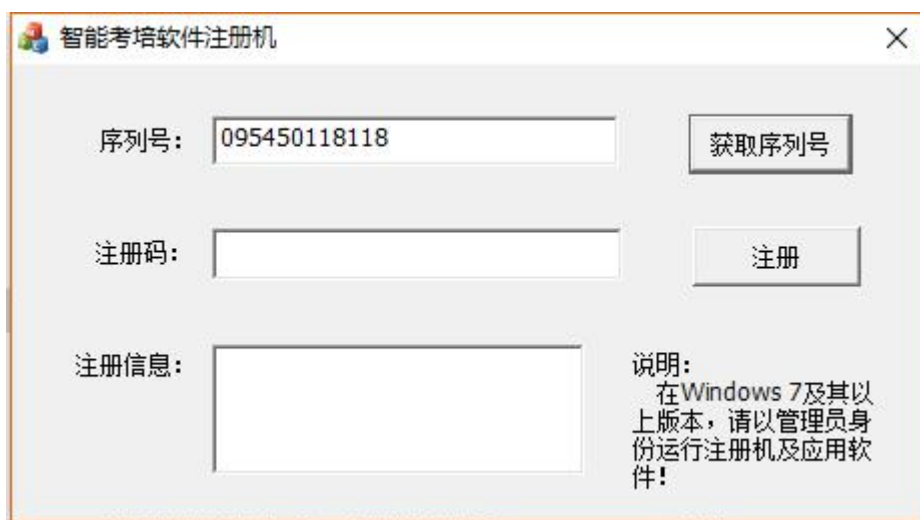 智能考培软件注册机
序列号：
095450118118
获取序列号
注册码：
注册
注册信息：
说明：
在Windows 7及其以
上版本，请以管理员身
份运行注册机及应用软
件！